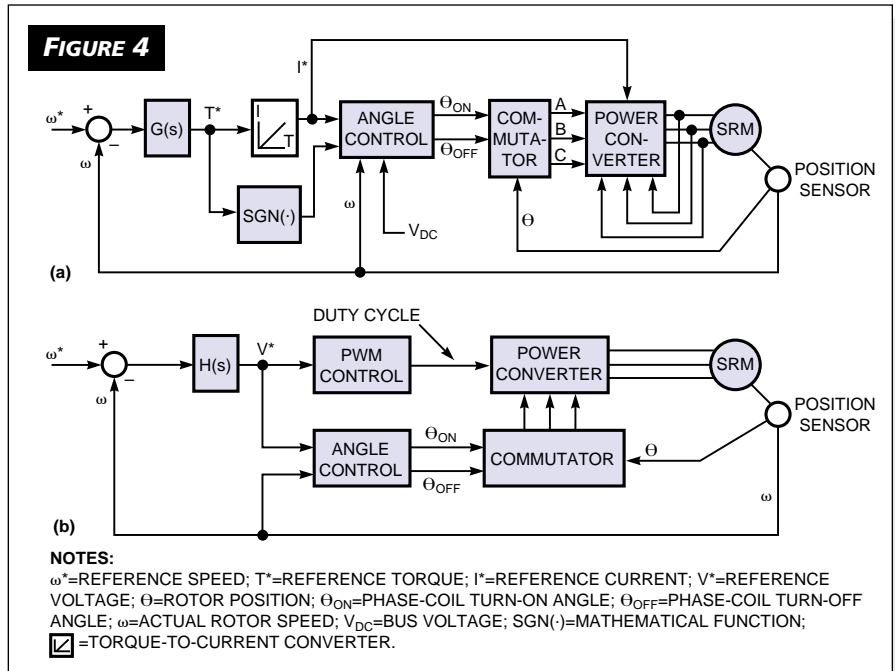 FIGURE 4
I*
ω*
+
−
ω
G(s)
T*
I
T
ANGLE
CONTROL
ΘON
ΘOFF
COM-
MUTA-
TOR
A
B
C
POWER
CON-
VERTER
SRM
POSITION
SENSOR
SGN(·)
ω
VDC
Θ
(a)
DUTY CYCLE
ω*
+
−
ω
H(s)
V*
PWM
CONTROL
POWER
CONVERTER
SRM
POSITION
SENSOR
ANGLE
CONTROL
ΘON
ΘOFF
COMMUTATOR
Θ
ω
(b)
NOTES:
ω*=REFERENCE SPEED; T*=REFERENCE TORQUE; I*=REFERENCE CURRENT; V*=REFERENCE
VOLTAGE; Θ=ROTOR POSITION; ΘON=PHASE-COIL TURN-ON ANGLE; ΘOFF=PHASE-COIL TURN-OFF
ANGLE; ω=ACTUAL ROTOR SPEED; VDC=BUS VOLTAGE; SGN(·)=MATHEMATICAL FUNCTION;
=TORQUE-TO-CURRENT CONVERTER.